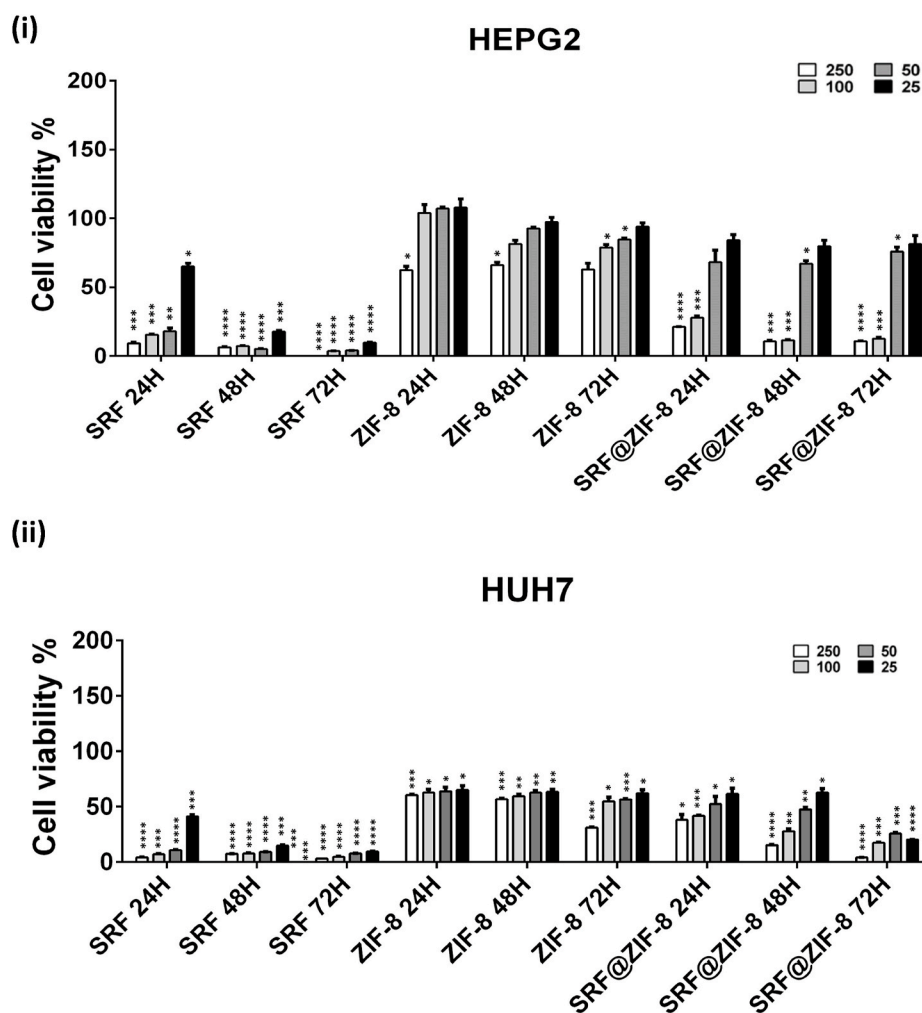 (i)
HEPG2
250 50
100 25
Cell viability %
200
150
100
50
0
*** *** ** * **** **** **** *** **** **** **** **** * * * * **** *** *** *** * **** *** *
SRF 24H SRF 48H SRF 72H ZIF-8 24H ZIF-8 48H ZIF-8 72H SRF@ZIF-8 24H SRF@ZIF-8 48H SRF@ZIF-8 72H
(ii)
HUH7
250 50
100 25
Cell viability %
200
150
100
50
0
**** **** **** *** **** **** **** *** *** *** **** **** **** *** * * * *** ** ** ** *** * *** * * *** * * **** ** ** * **** *** *** ****
SRF 24H SRF 48H SRF 72H ZIF-8 24H ZIF-8 48H ZIF-8 72H SRF@ZIF-8 24H SRF@ZIF-8 48H SRF@ZIF-8 72H